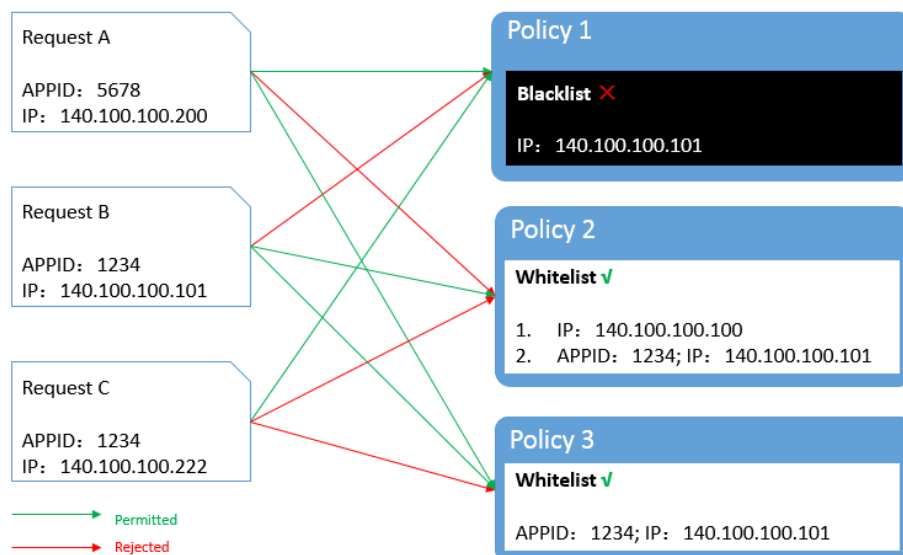 Request A
APPID：5678
IP：140.100.100.200
Request B
APPID：1234
IP：140.100.100.101
Request C
APPID：1234
IP：140.100.100.222
Permitted
Rejected
Policy 1
Blacklist ×
IP：140.100.100.101
Policy 2
Whitelist √
1. IP：140.100.100.100
2. APPID：1234; IP：140.100.100.101
Policy 3
Whitelist √
APPID：1234; IP：140.100.100.101